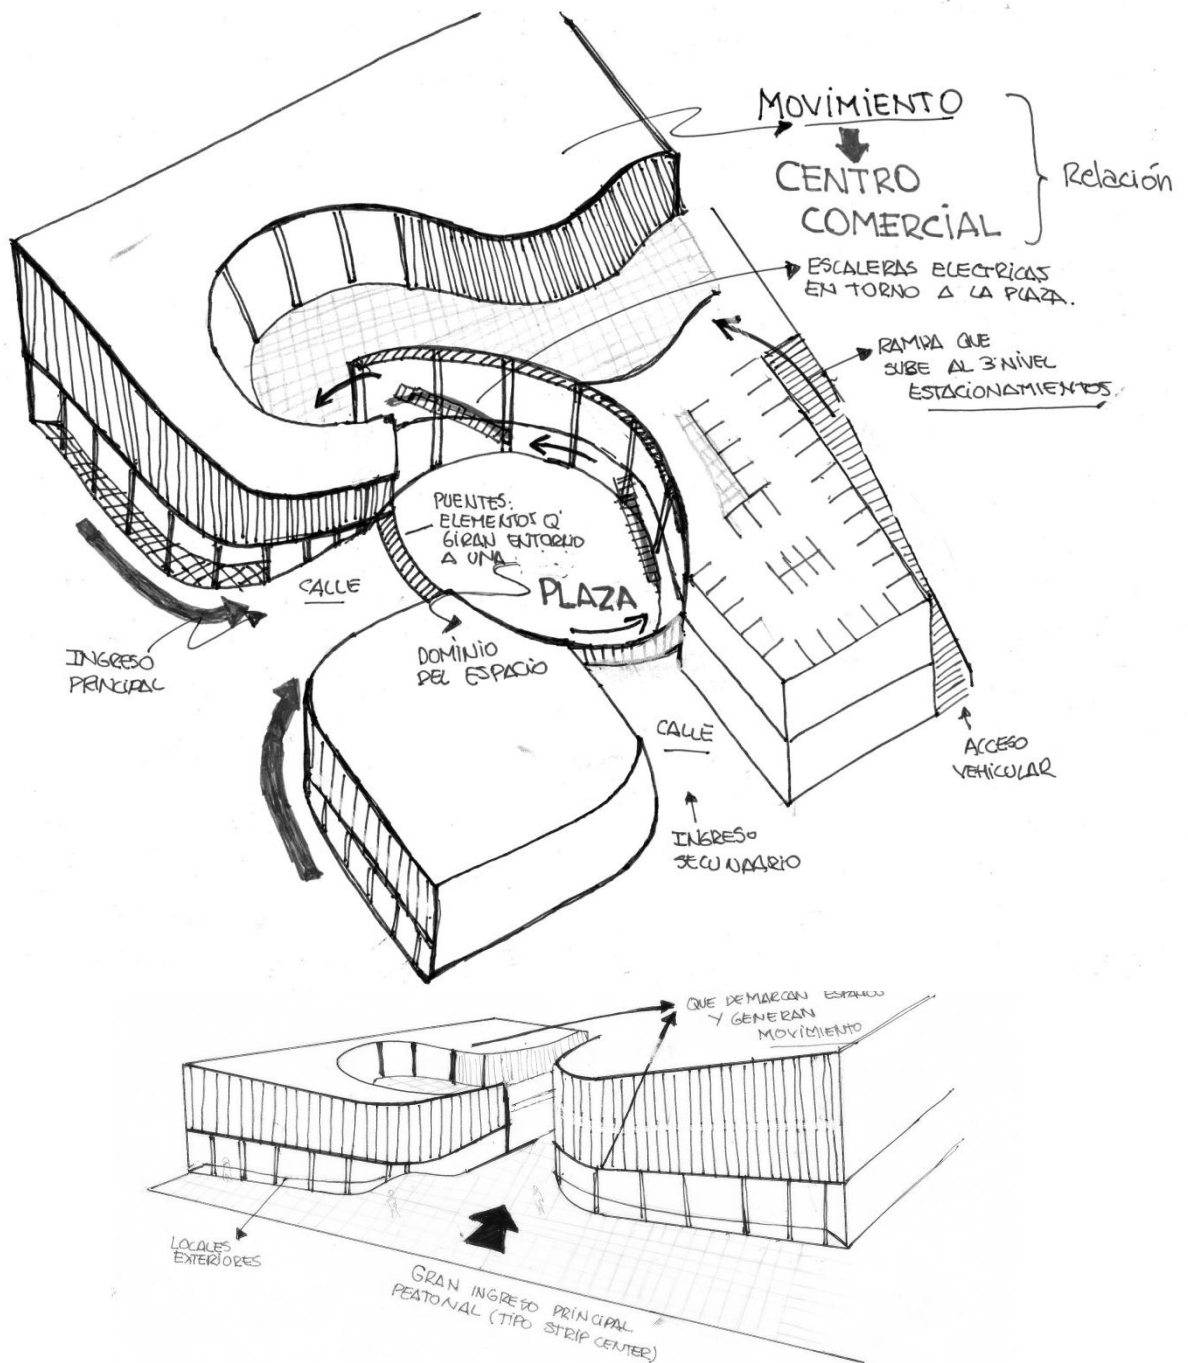 MOVIMIENTO
CENTRO
COMERCIAL
Relación
ESCALERAS ELECTRICAS
EN TORNO A LA PLAZA.
RAMPA QUE
SUBE AL 3ºNIVEL
ESTACIONAMIENTOS.
PUENTES:
ELEMENTOS Q'
GIRAN ENTORNO
A UNA
PLAZA
CALLE
INGRESO
PRINCIPAL
DOMINIO
DEL ESPACIO
CALLE
ACCESO
VEHICULAR
INGRESO
SECUNDARIO
QUE DEMARCAN ESPACIO
Y GENERAN
MOVIMIENTO
LOCALES
EXTERIORES
GRAN INGRESO PRINCIPAL
PEATONAL (TIPO STRIP CENTER)